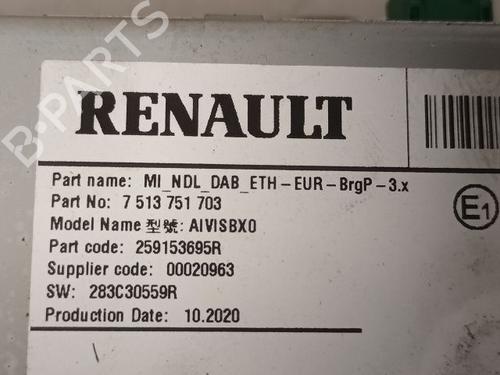 RENAULT
Part name: MI_NDL_DAB_ETH-EUR-BrgP-3.x
Part No: 7 513 751 703
Model Name 型號: AIVISBX0
Part code: 259153695R
Supplier code: 00020963
SW: 283C30559R
Production Date: 10.2020
E1
B-PARTS